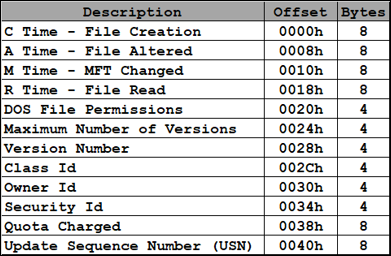 Description Offset Bytes
C Time - File Creation 0000h 8
A Time - File Altered 0008h 8
M Time - MFT Changed 0010h 8
R Time - File Read 0018h 8
DOS File Permissions 0020h 4
Maximum Number of Versions 0024h 4
Version Number 0028h 4
Class Id 002Ch 4
Owner Id 0030h 4
Security Id 0034h 4
Quota Charged 0038h 8
Update Sequence Number (USN) 0040h 8